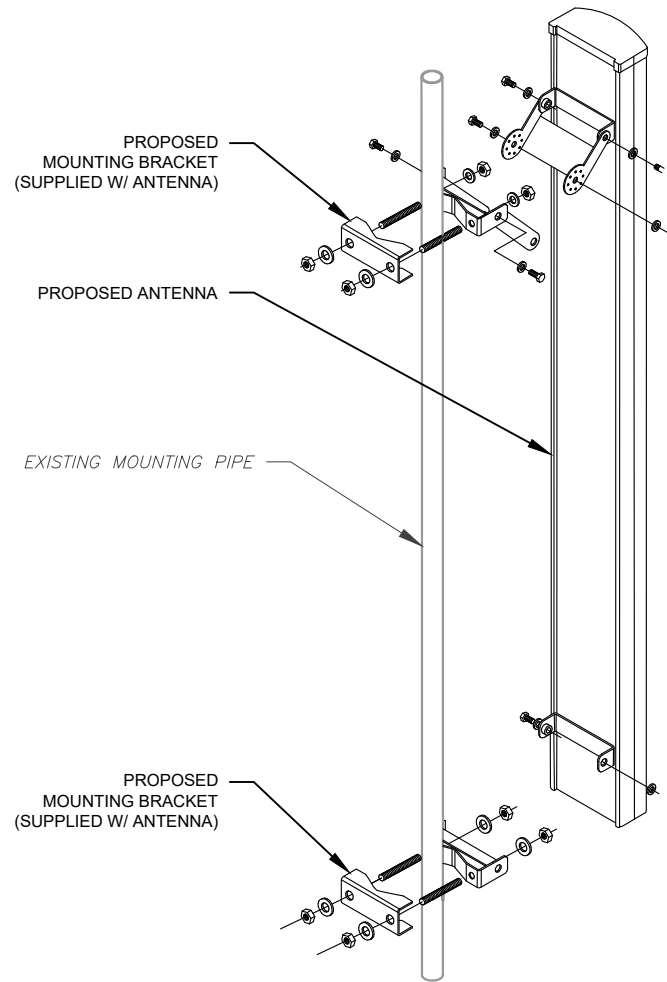 PROPOSED
MOUNTING BRACKET
(SUPPLIED W/ ANTENNA)
PROPOSED ANTENNA
EXISTING MOUNTING PIPE
PROPOSED
MOUNTING BRACKET
(SUPPLIED W/ ANTENNA)